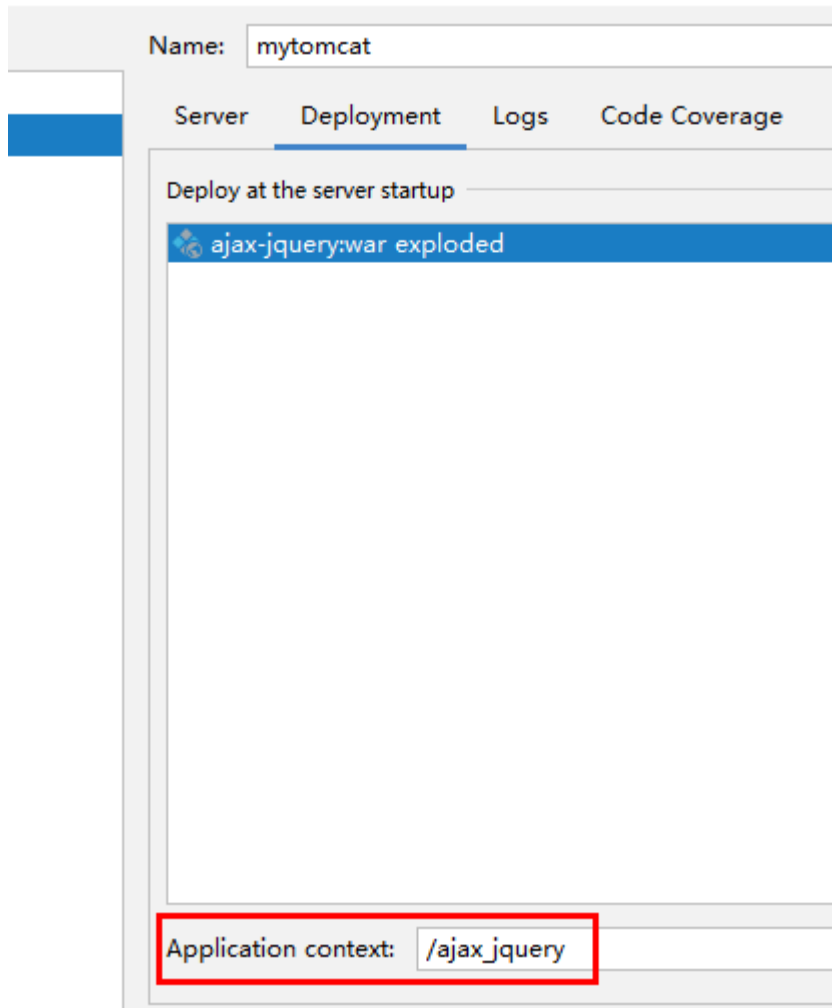 Name: mytomcat
Server Deployment Logs Code Coverage
Deploy at the server startup
ajax-jquery:war exploded
Application context: /ajax_jquery